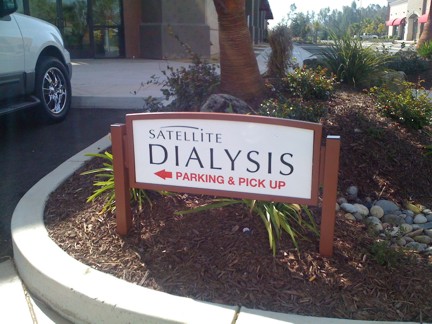 SATELLITE
DIALYSIS
PARKING & PICK UP